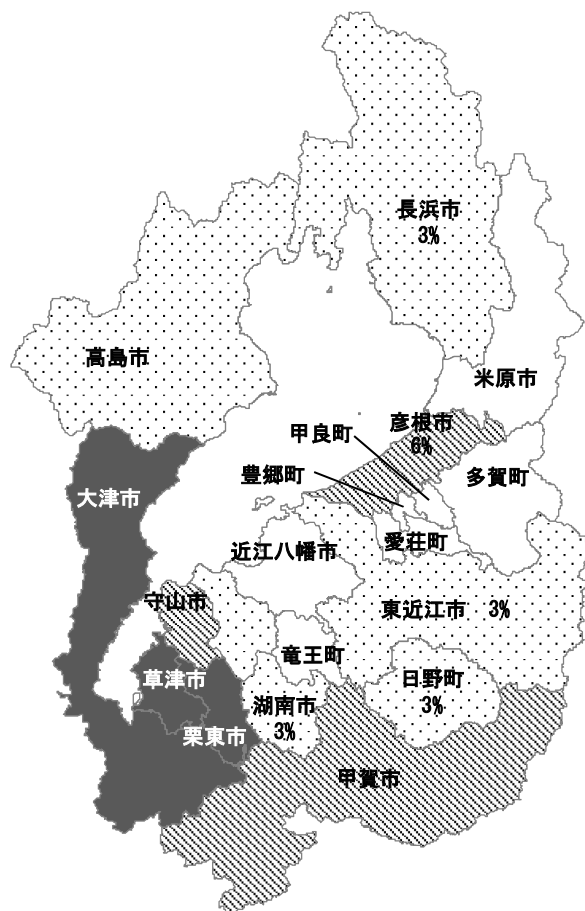 長浜市
3%
高島市
米原市
彦根市
6%
甲良町
豊郷町
多賀町
大津市
愛荘町
近江八幡市
守山市
東近江市 3%
竜王町
草津市
日野町
3%
湖南市
3%
栗東市
甲賀市